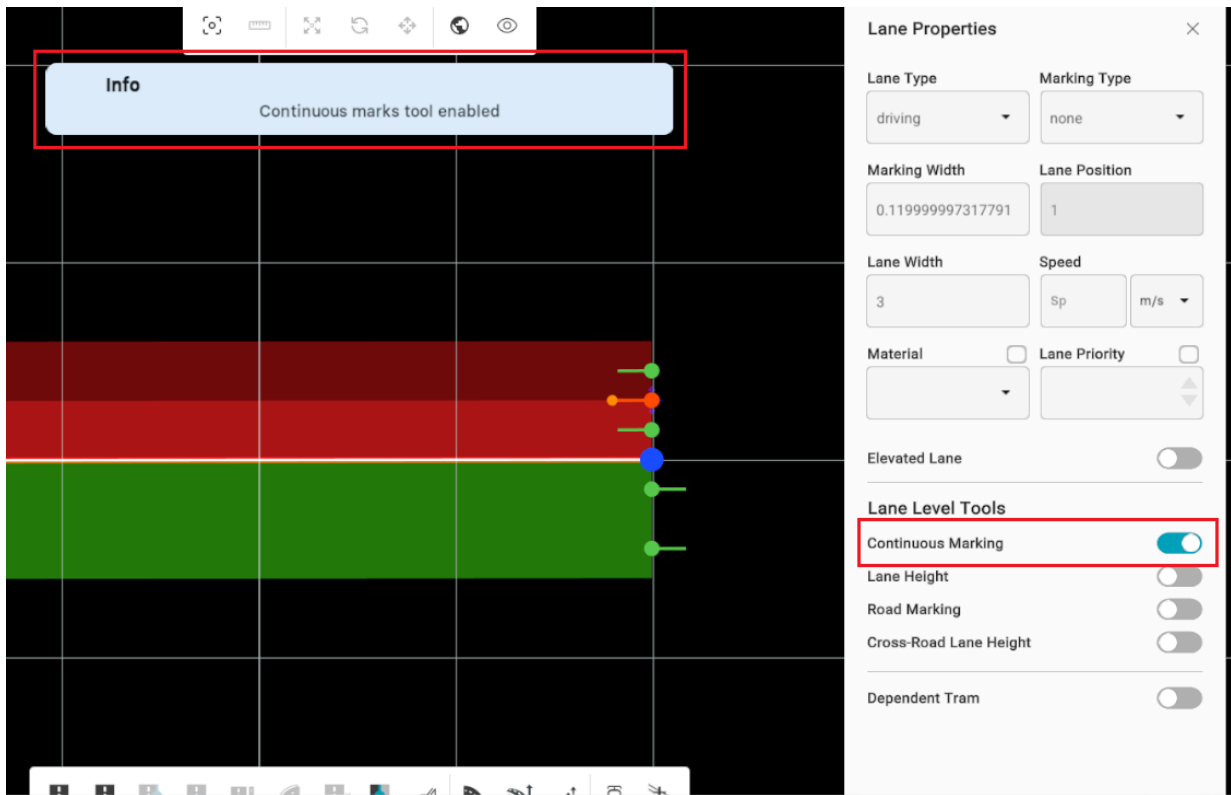 Lane Properties
Info
Continuous marks tool enabled
Lane Type Marking Type
driving none
Marking Width Lane Position
0.119999997317791 1
Lane Width Speed
3 Sp m/s
Material Lane Priority
Elevated Lane
Lane Level Tools
Continuous Marking
Lane Height
Road Marking
Cross-Road Lane Height
Dependent Tram